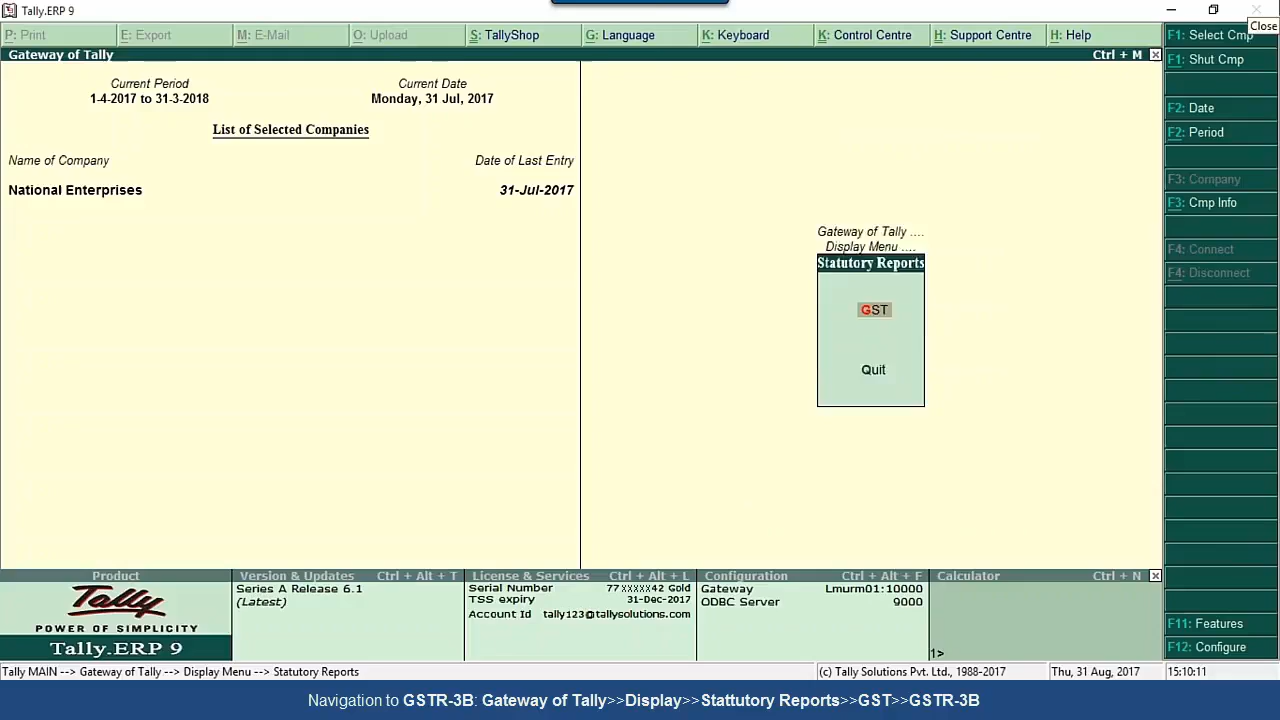 Tally.ERP 9
Close
P: Print E: Export M: E-Mail O: Upload S: TallyShop G: Language K: Keyboard K: Control Centre H: Support Centre H: Help
F1: Select Cmp
Gateway of Tally Ctrl + M
F1: Shut Cmp
Current Period Current Date
1-4-2017 to 31-3-2018 Monday, 31 Jul, 2017
F2: Date
List of Selected Companies
F2: Period
Name of Company Date of Last Entry
F3: Company
National Enterprises 31-Jul-2017
F3: Cmp Info
Gateway of Tally ....
Display Menu ....
F4: Connect
Statutory Reports
F4: Disconnect
GST
Quit
Product Version & Updates Ctrl + Alt + T License & Services Ctrl + Alt + L Configuration Ctrl + Alt + F Calculator Ctrl + N
Tally
POWER OF SIMPLICITY
Tally.ERP 9
Series A Release 6.1
(Latest)
Serial Number 77XXXXX42 Gold
TSS expiry 31-Dec-2017
Account Id tally123@tallysolutions.com
Gateway Lmurm01:10000
ODBC Server 9000
1>
F11: Features
F12: Configure
Tally MAIN --> Gateway of Tally --> Display Menu --> Statutory Reports (c) Tally Solutions Pvt. Ltd., 1988-2017 Thu, 31 Aug, 2017 15:10:11
Navigation to GSTR-3B: Gateway of Tally>>Display>>Stattutory Reports>>GST>>GSTR-3B